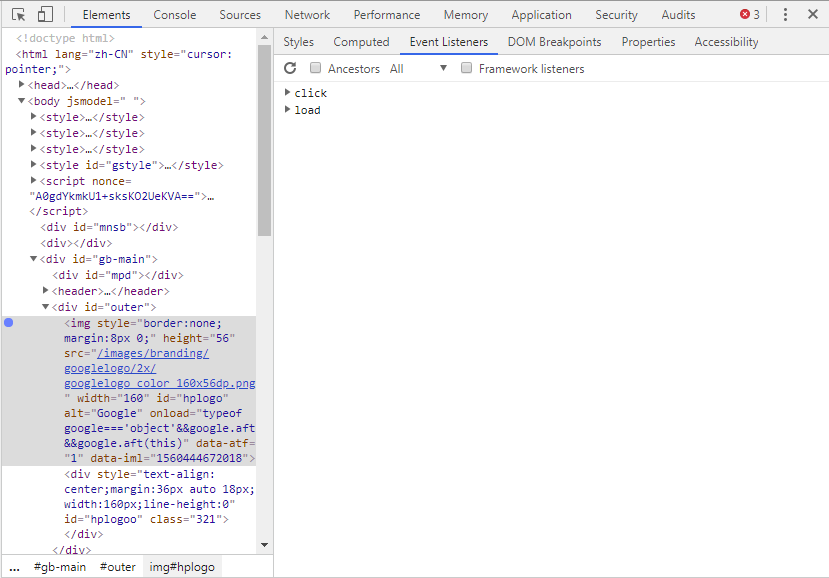 Elements Console Sources Network Performance Memory Application Security Audits 3
Styles Computed Event Listeners DOM Breakpoints Properties Accessibility
Ancestors All Framework listeners
click
load
<!doctype html>
<html lang="zh-CN" style="cursor:
pointer;">
<head>…</head>
<body jsmodel=" ">
<style>…</style>
<style>…</style>
<style>…</style>
<style id="gstyle">…</style>
<script nonce=
"A0gdYkmkU1+sksKO2UeKVA==">…
</script>
<div id="mnsb"></div>
<div></div>
<div id="gb-main">
<div id="mpd"></div>
<header>…</header>
<div id="outer">
<img style="border:none;
margin:8px 0;" height="56"
src="/images/branding/
googlelogo/2x/
googlelogo_color_160x56dp.png
" width="160" id="hplogo"
alt="Google" onload="typeof
google==='object'&&google.aft
&&google.aft(this)" data-atf=
"1" data-iml="1560444672018">
<div style="text-align:
center;margin:36px auto 18px;
width:160px;line-height:0"
id="hplogoo" class="321">
</div>
</div>
… #gb-main #outer img#hplogo